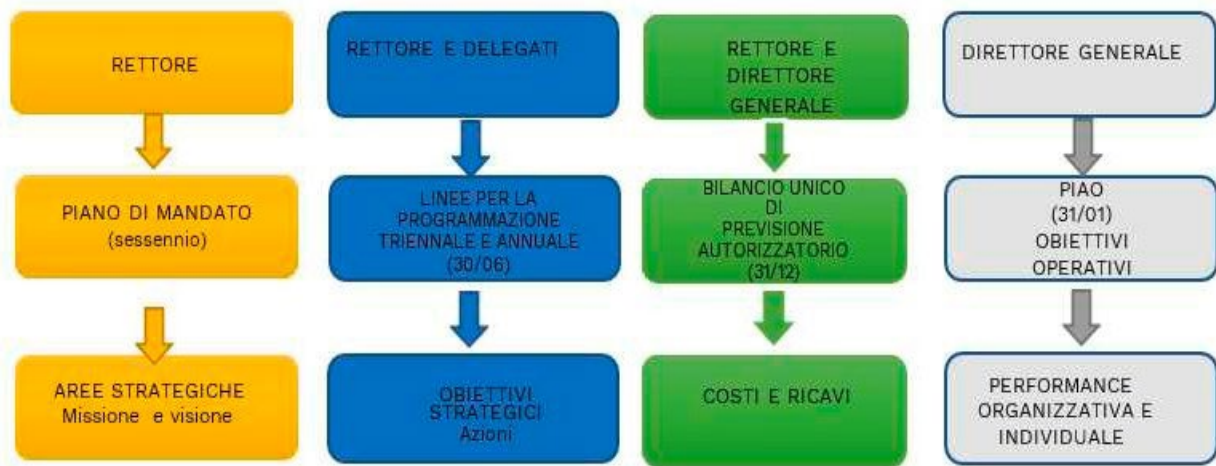 RETTORE
RETTORE E DELEGATI
RETTORE E
DIRETTORE
GENERALE
DIRETTORE GENERALE
PIANO DI MANDATO
(sessennio)
LINEE PER LA
PROGRAMMAZIONE
TRIENNALE E ANNUALE
(30/06)
BILANCIO UNICO
DI
PREVISIONE
AUTORIZZATORIO
(31/12)
PIAO
(31/01)
OBIETTIVI
OPERATIVI
AREE STRATEGICHE
Missione e visione
OBIETTIVI
STRATEGICI
Azioni
COSTI E RICAVI
PERFORMANCE
ORGANIZZATIVA E
INDIVIDUALE